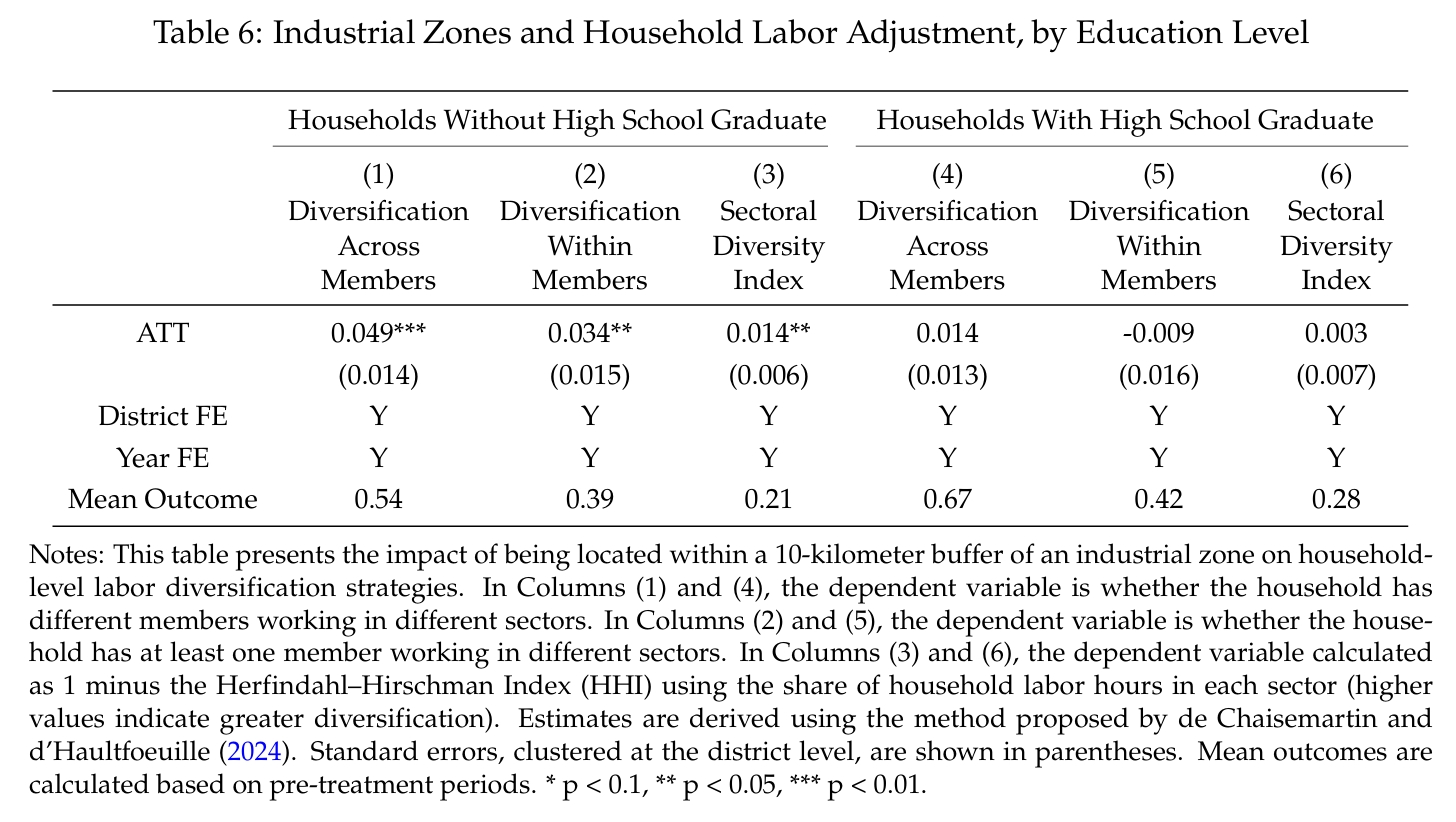 Table 6: Industrial Zones and Household Labor Adjustment, by Education Level
Households Without High School Graduate Households With High School Graduate
(1) (2) (3) (4) (5) (6)
Diversification Diversification Sectoral Diversification Diversification Sectoral
Across Within Diversity Across Within Diversity
Members Members Index Members Members Index
ATT 0.049*** 0.034** 0.014** 0.014 -0.009 0.003
(0.014) (0.015) (0.006) (0.013) (0.016) (0.007)
District FE Y Y Y Y Y Y
Year FE Y Y Y Y Y Y
Mean Outcome 0.54 0.39 0.21 0.67 0.42 0.28
Notes: This table presents the impact of being located within a 10-kilometer buffer of an industrial zone on household-
level labor diversification strategies. In Columns (1) and (4), the dependent variable is whether the household has
different members working in different sectors. In Columns (2) and (5), the dependent variable is whether the house-
hold has at least one member working in different sectors. In Columns (3) and (6), the dependent variable calculated
as 1 minus the Herfindahl–Hirschman Index (HHI) using the share of household labor hours in each sector (higher
values indicate greater diversification). Estimates are derived using the method proposed by de Chaisemartin and
d'Haultfoeuille (2024). Standard errors, clustered at the district level, are shown in parentheses. Mean outcomes are
calculated based on pre-treatment periods. * p < 0.1, ** p < 0.05, *** p < 0.01.